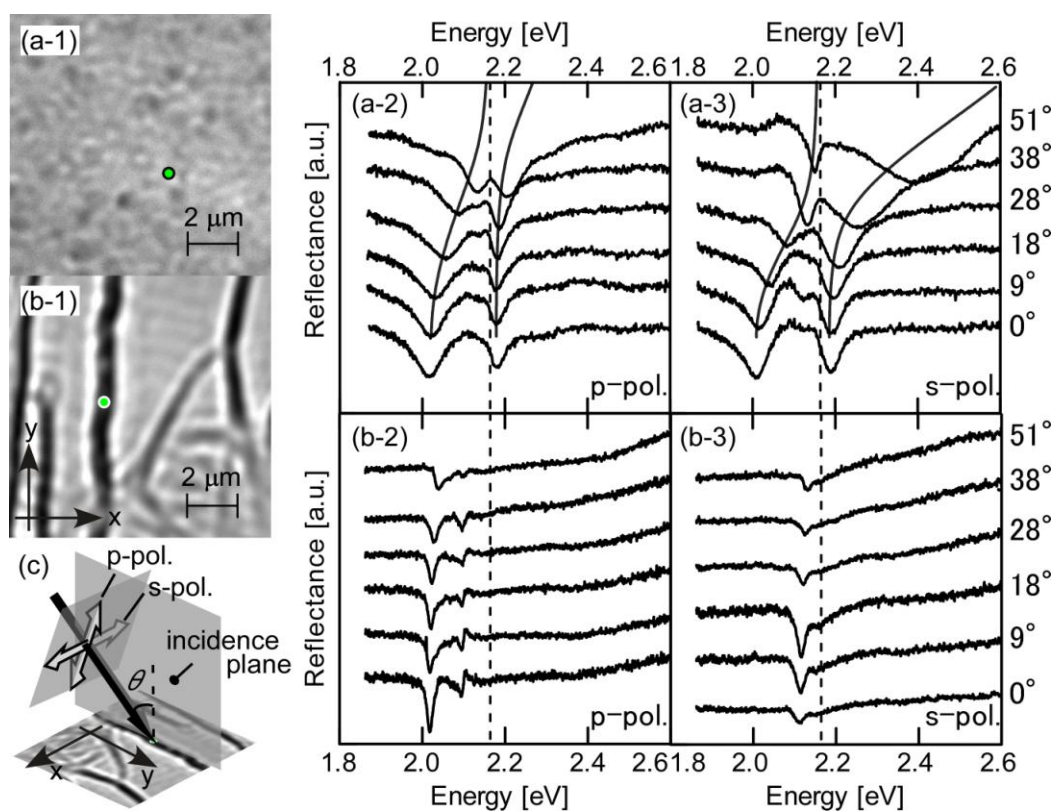 (a-1)
2 μm
(b-1)
y
x
2 μm
(c)
p-pol.
s-pol.
incidence
plane
θ
x
y
Energy [eV]
Energy [eV]
1.8 2.0 2.2 2.4 1.8 2.0 2.2 2.4 2.6
(a-2)
(a-3)
Reflectance [a.u.]
51°
38°
28°
18°
9°
0°
p-pol.
s-pol.
(b-2)
(b-3)
Reflectance [a.u.]
51°
38°
28°
18°
9°
0°
p-pol.
s-pol.
1.8 2.0 2.2 2.4 1.8 2.0 2.2 2.4 2.6
Energy [eV]
Energy [eV]